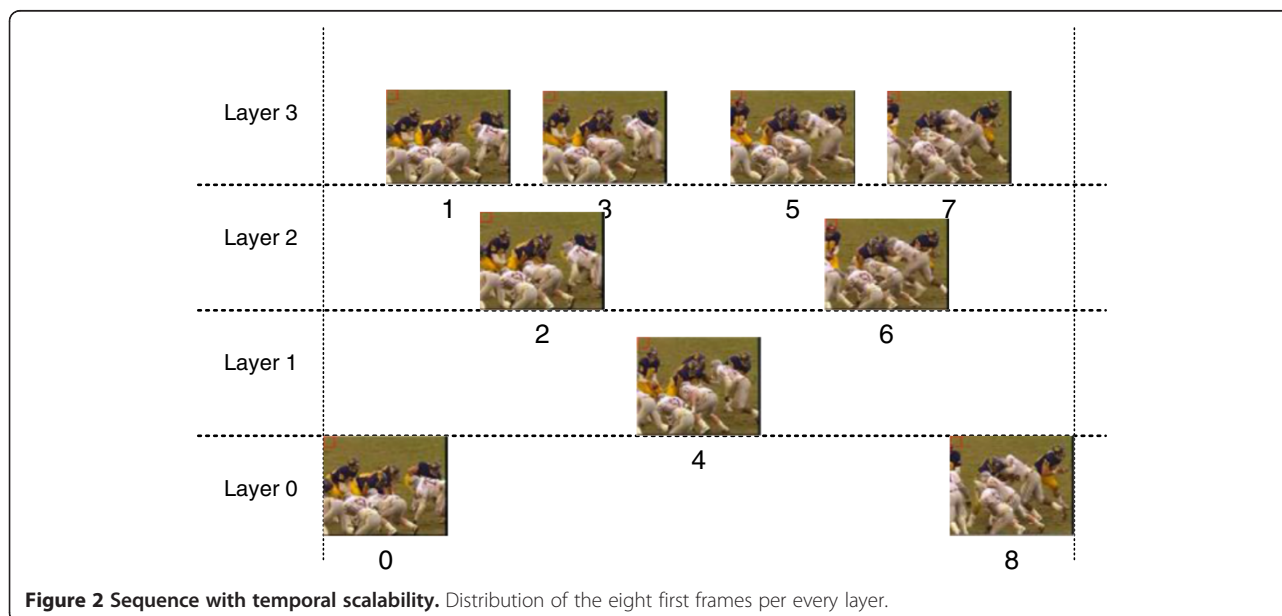 Layer 3
1 3 5 7
Layer 2
2 6
Layer 1
4
Layer 0
0 8
Figure 2 Sequence with temporal scalability. Distribution of the eight first frames per every layer.